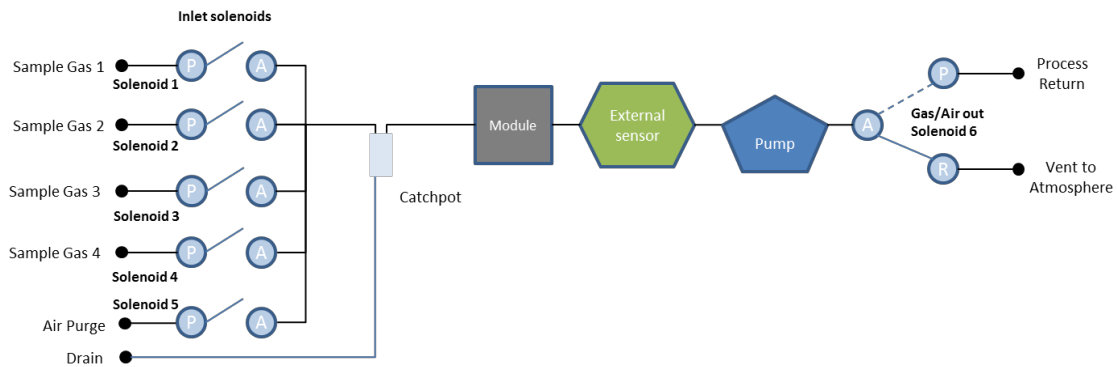 Inlet solenoids
Sample Gas 1
P
A
Solenoid 1
Sample Gas 2
P
A
Solenoid 2
Sample Gas 3
P
A
Solenoid 3
Sample Gas 4
P
A
Solenoid 4
Solenoid 5
Air Purge
P
A
Drain
Catchpot
Module
External
sensor
Pump
A
P
Process
Return
Gas/Air out
Solenoid 6
R
Vent to
Atmosphere